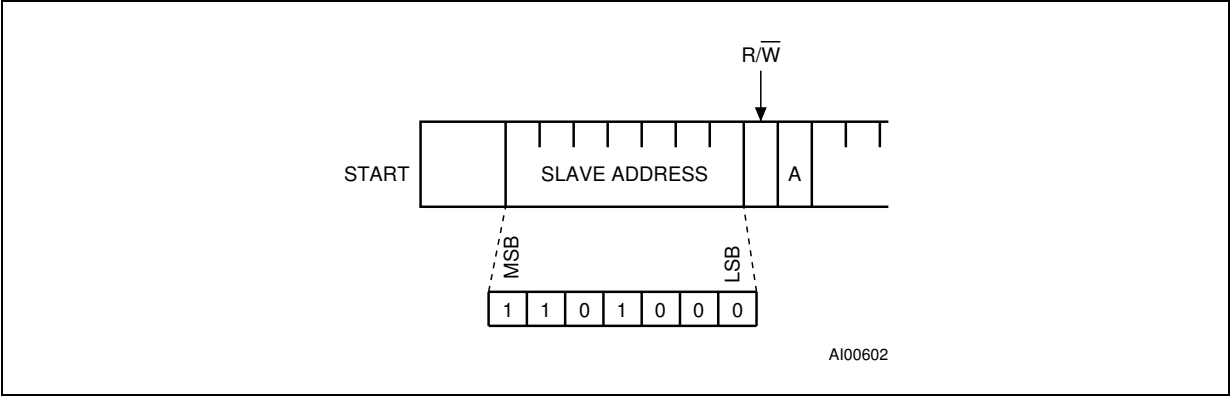 R/W̅
START
SLAVE ADDRESS
A
MSB
LSB
1 1 0 1 0 0 0
AI00602